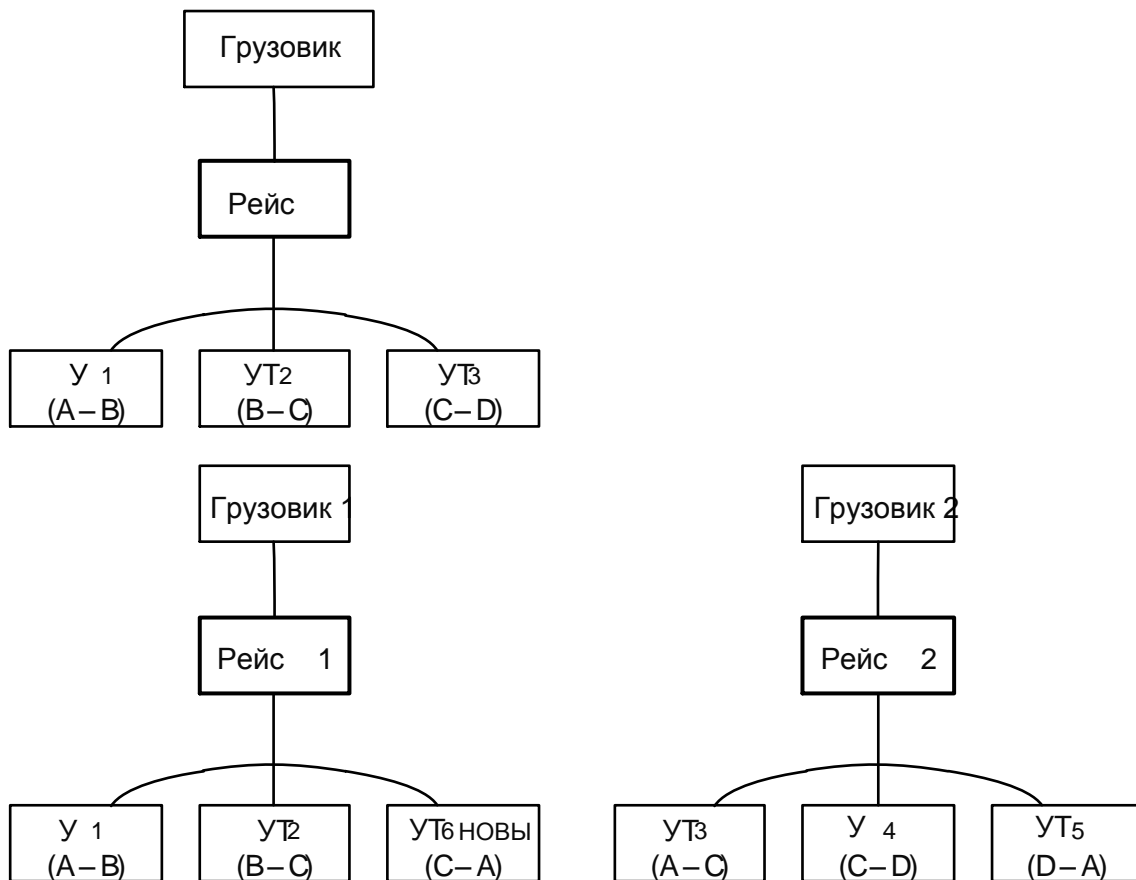 Грузовик
Рейс
У 1
(A–B)
УТ2
(B–C)
УТ3
(C–D)
Грузовик 1
Грузовик 2
Рейс 1
Рейс 2
У 1
(A–B)
УТ2
(B–C)
УТ6 НОВЫ
(C–A)
УТ3
(A–C)
У 4
(C–D)
УТ5
(D–A)